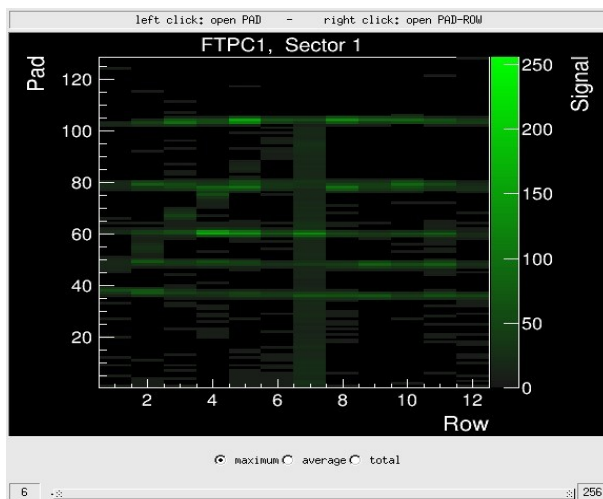 left click: open PAD - right click: open PAD-ROW
FTPC1, Sector 1
Pad
Signal
120
100
80
60
40
20
250
200
150
100
50
0
2 4 6 8 10 12
Row
maximum average total
6 256